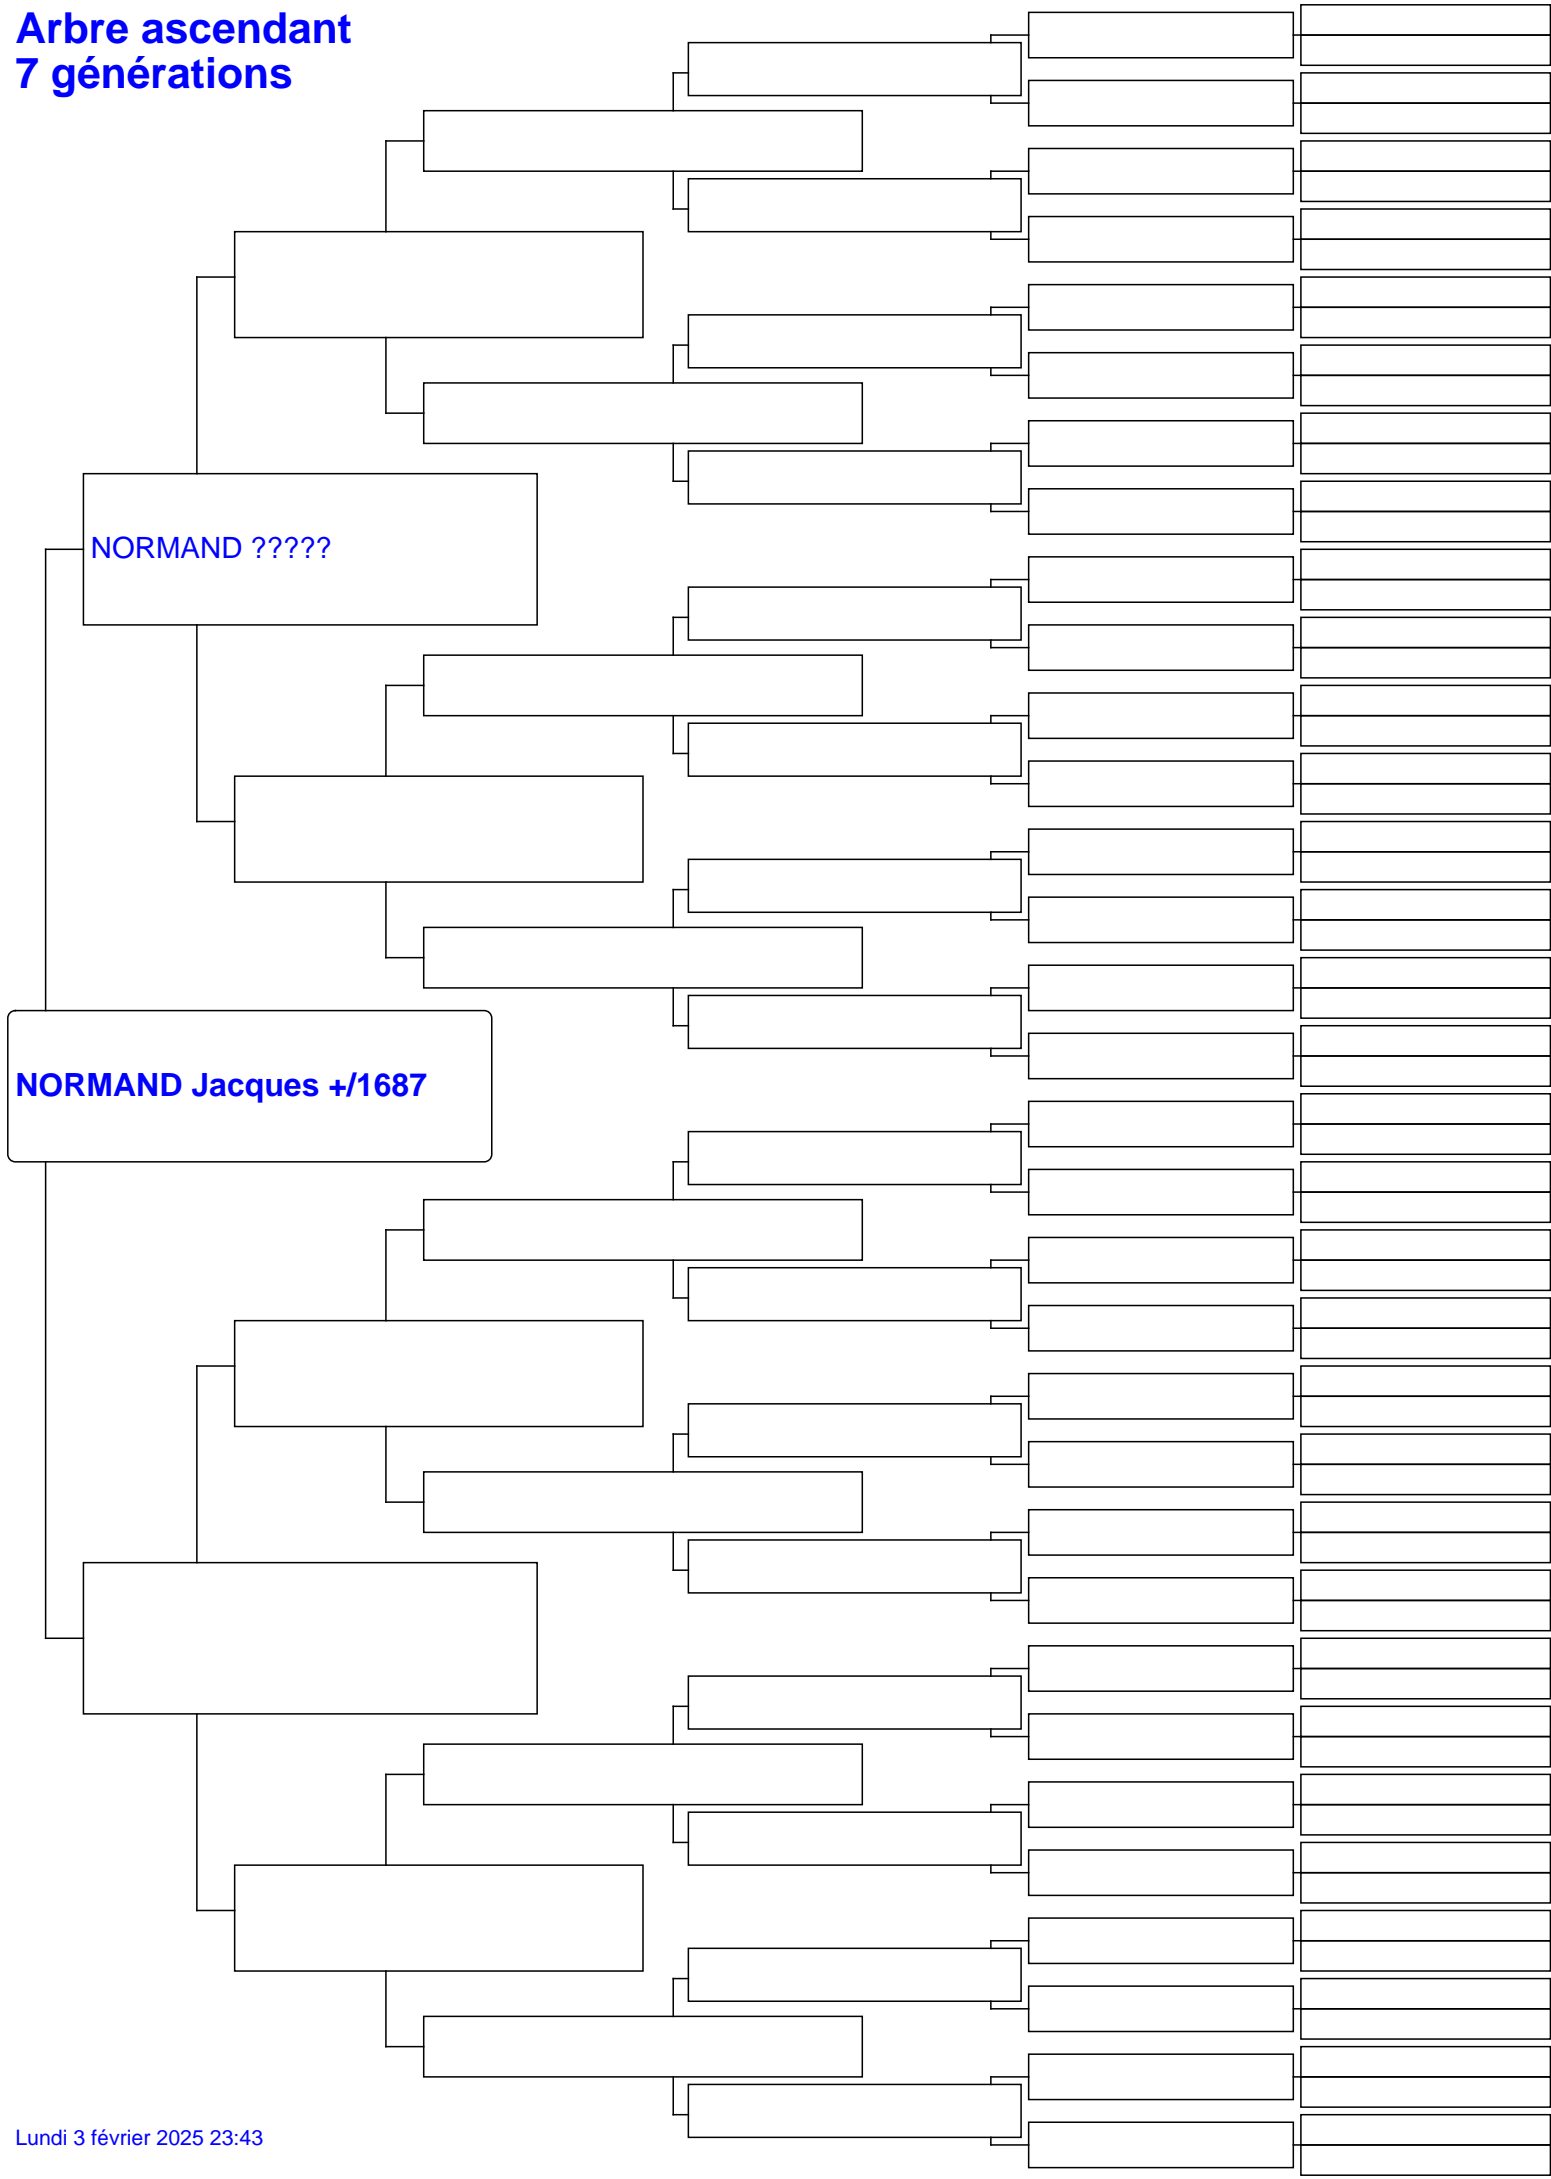 Arbre ascendant
7 générations
NORMAND ?????
NORMAND Jacques +/1687
Lundi 3 février 2025 23:43